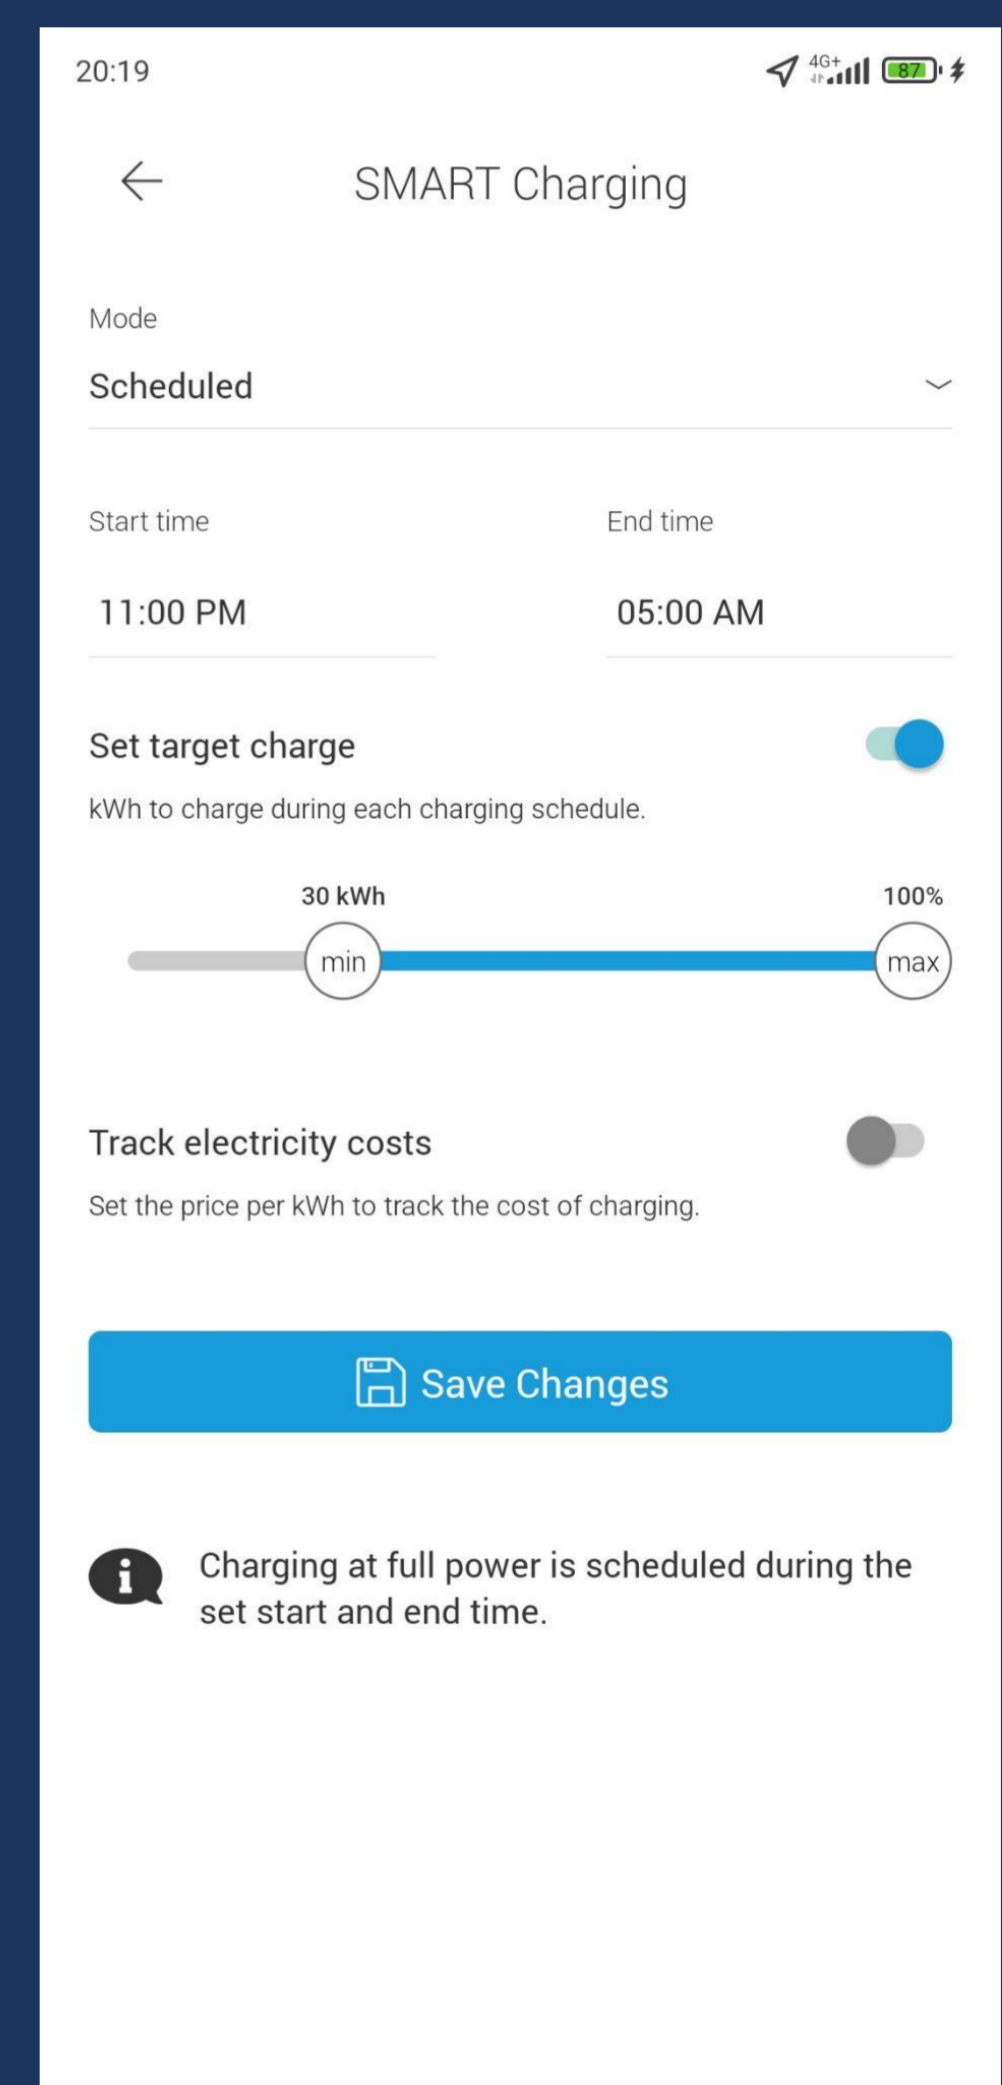 20:19
4G+
87
SMART Charging
Mode
Scheduled
Start time
End time
11:00 PM
05:00 AM
Set target charge
kWh to charge during each charging schedule.
30 kWh
100%
min
max
Track electricity costs
Set the price per kWh to track the cost of charging.
Save Changes
Charging at full power is scheduled during the
set start and end time.